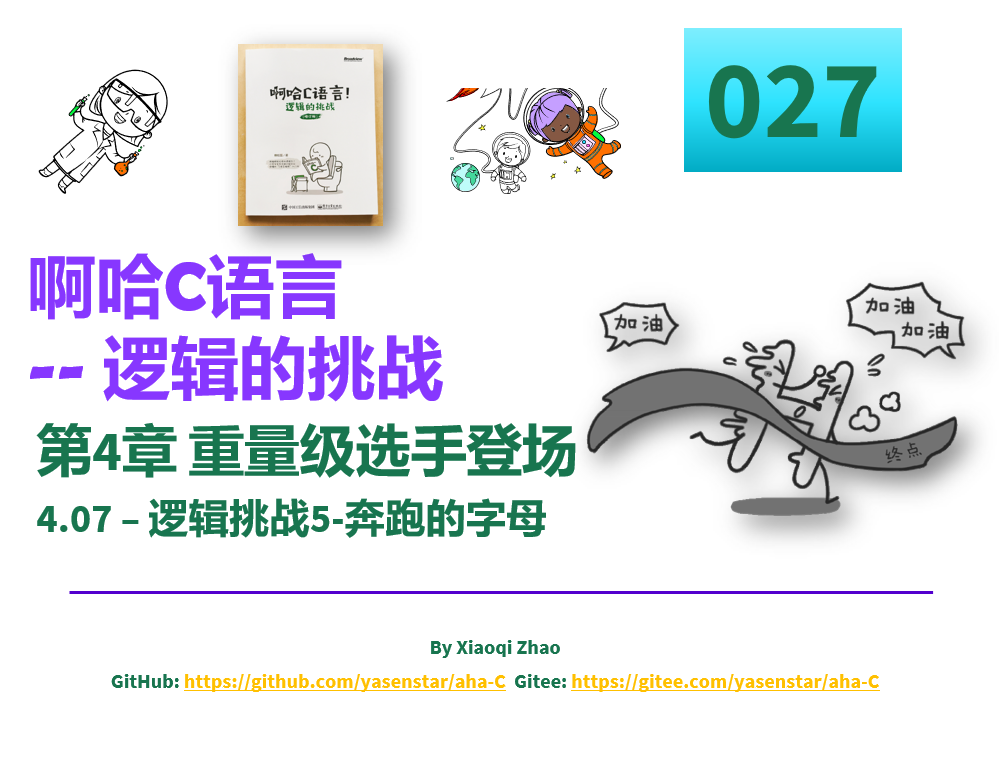 啊哈C语言!
逻辑的挑战
027
啊哈C语言
-- 逻辑的挑战
加油
加油
加油
终点
第4章 重量级选手登场
4.07 – 逻辑挑战5-奔跑的字母
By Xiaoqi Zhao
GitHub: https://github.com/yasenstar/aha-C Gitee: https://gitee.com/yasenstar/aha-C